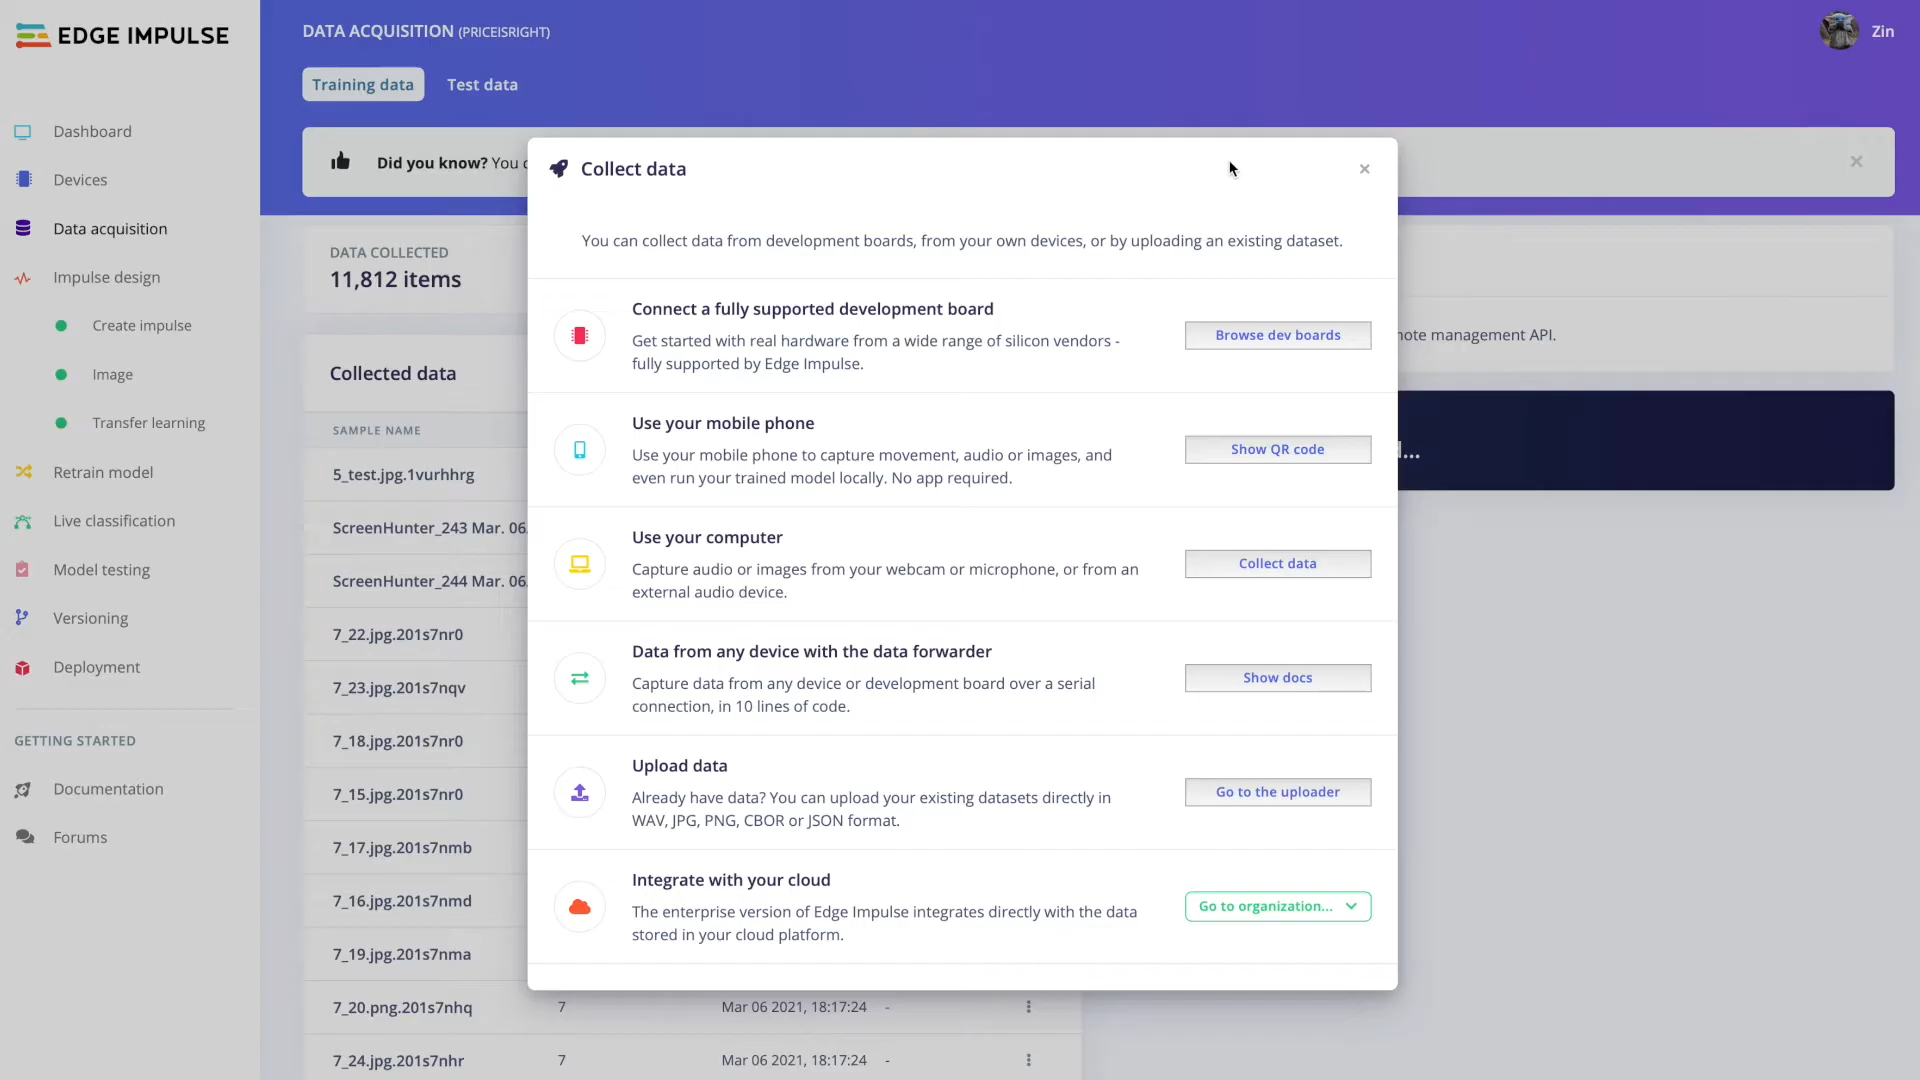 EDGE IMPULSE
DATA ACQUISITION (PRICEISRIGHT)
Zin
Training data
Test data
Dashboard
Devices
Data acquisition
Impulse design
Create impulse
Image
Transfer learning
Retrain model
Live classification
Model testing
Versioning
Deployment
GETTING STARTED
Documentation
Forums
Did you know? You
DATA COLLECTED
11,812 items
Collected data
SAMPLE NAME
5_test.jpg.1vurhhrg
ScreenHunter_243 Mar. 06
ScreenHunter_244 Mar. 06
7_22.jpg.201s7nr0
7_23.jpg.201s7nqv
7_18.jpg.201s7nr0
7_15.jpg.201s7nr0
7_17.jpg.201s7nmb
7_16.jpg.201s7nmd
7_19.jpg.201s7nma
7_20.png.201s7nhq 7 Mar 06 2021, 18:17:24 -
7_24.jpg.201s7nhr 7 Mar 06 2021, 18:17:24 -
Collect data
×
You can collect data from development boards, from your own devices, or by uploading an existing dataset.
Connect a fully supported development board
Get started with real hardware from a wide range of silicon vendors -
fully supported by Edge Impulse.
Browse dev boards
Use your mobile phone
Use your mobile phone to capture movement, audio or images, and
even run your trained model locally. No app required.
Show QR code
Use your computer
Capture audio or images from your webcam or microphone, or from an
external audio device.
Collect data
Data from any device with the data forwarder
Capture data from any device or development board over a serial
connection, in 10 lines of code.
Show docs
Upload data
Already have data? You can upload your existing datasets directly in
WAV, JPG, PNG, CBOR or JSON format.
Go to the uploader
Integrate with your cloud
The enterprise version of Edge Impulse integrates directly with the data
stored in your cloud platform.
Go to organization...
×
management API.